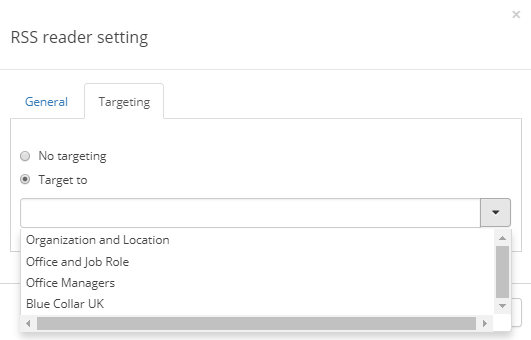 ×
RSS reader setting
General
Targeting
No targeting
Target to
Organization and Location
Office and Job Role
Office Managers
Blue Collar UK